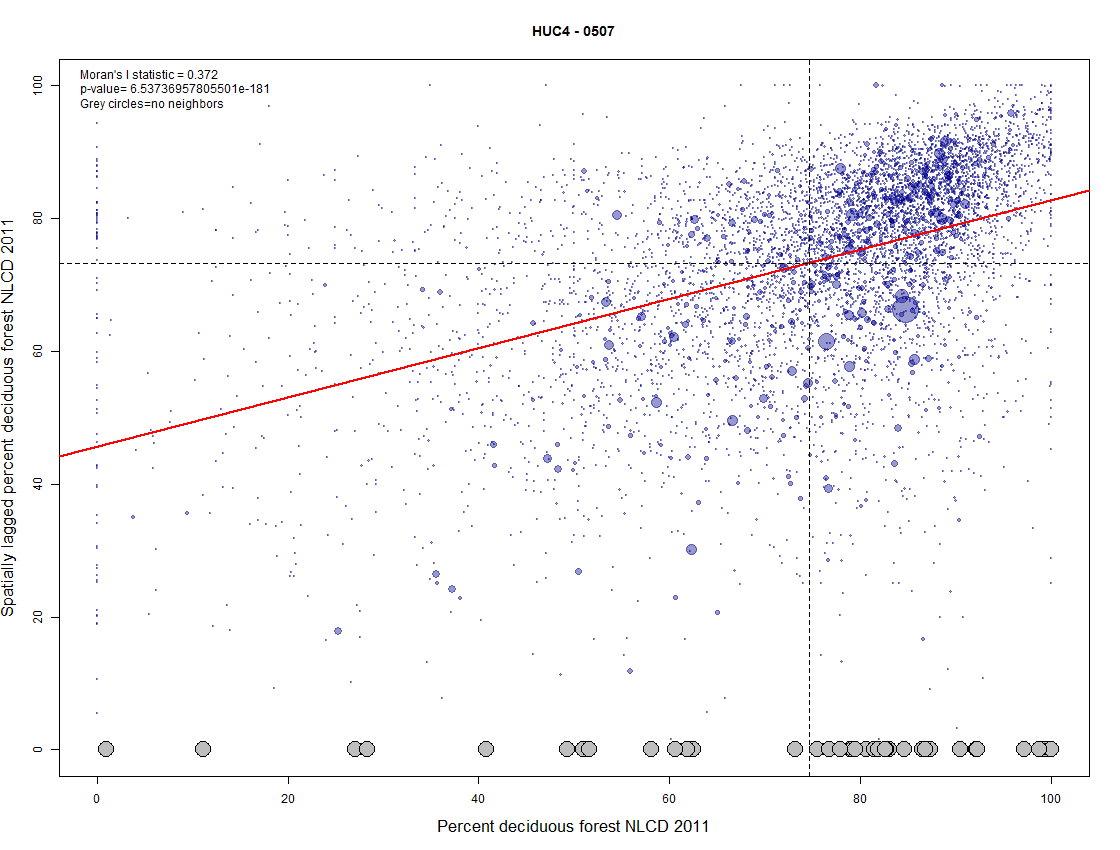 HUC4 - 0507
Moran's I statistic = 0.372
p-value= 6.53736957805501e-181
Grey circles=no neighbors
Spatially lagged percent deciduous forest NLCD 2011
100
80
60
40
20
0
0 20 40 60 80 100
Percent deciduous forest NLCD 2011